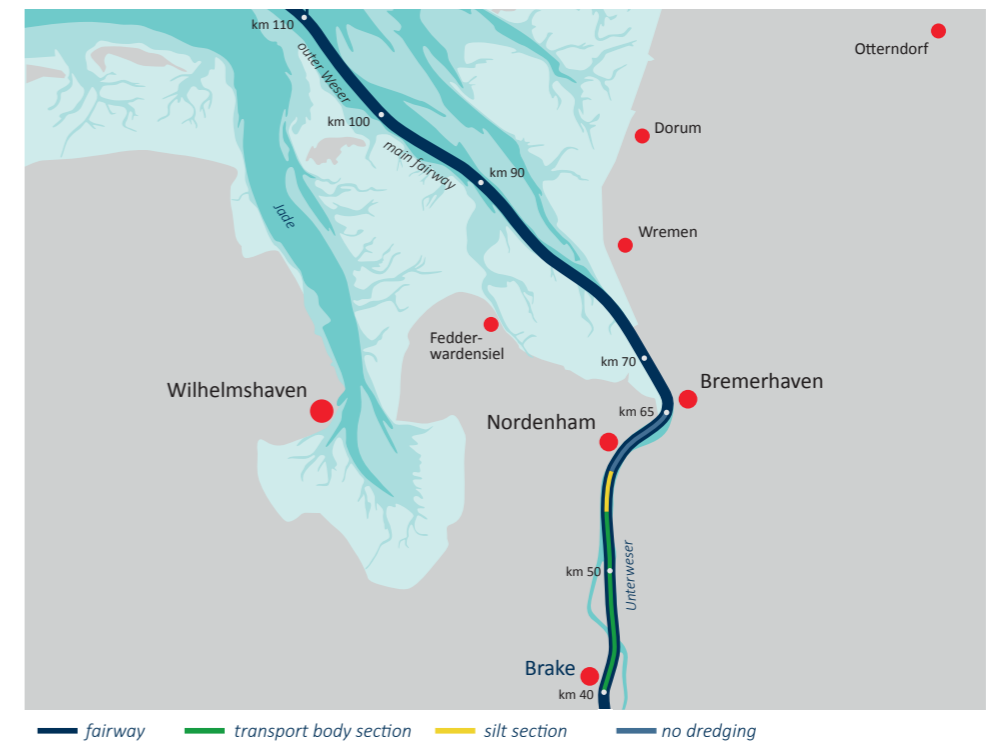 km 110
Otterndorf
outer Weser
km 100
Dorum
main fairway
km 90
Jade
Wremen
Fedder-
wardensiel
km 70
Wilhelmshaven
Bremerhaven
km 65
Nordenham
km 50
Unterweser
Brake
km 40
fairway
transport body section
silt section
no dredging